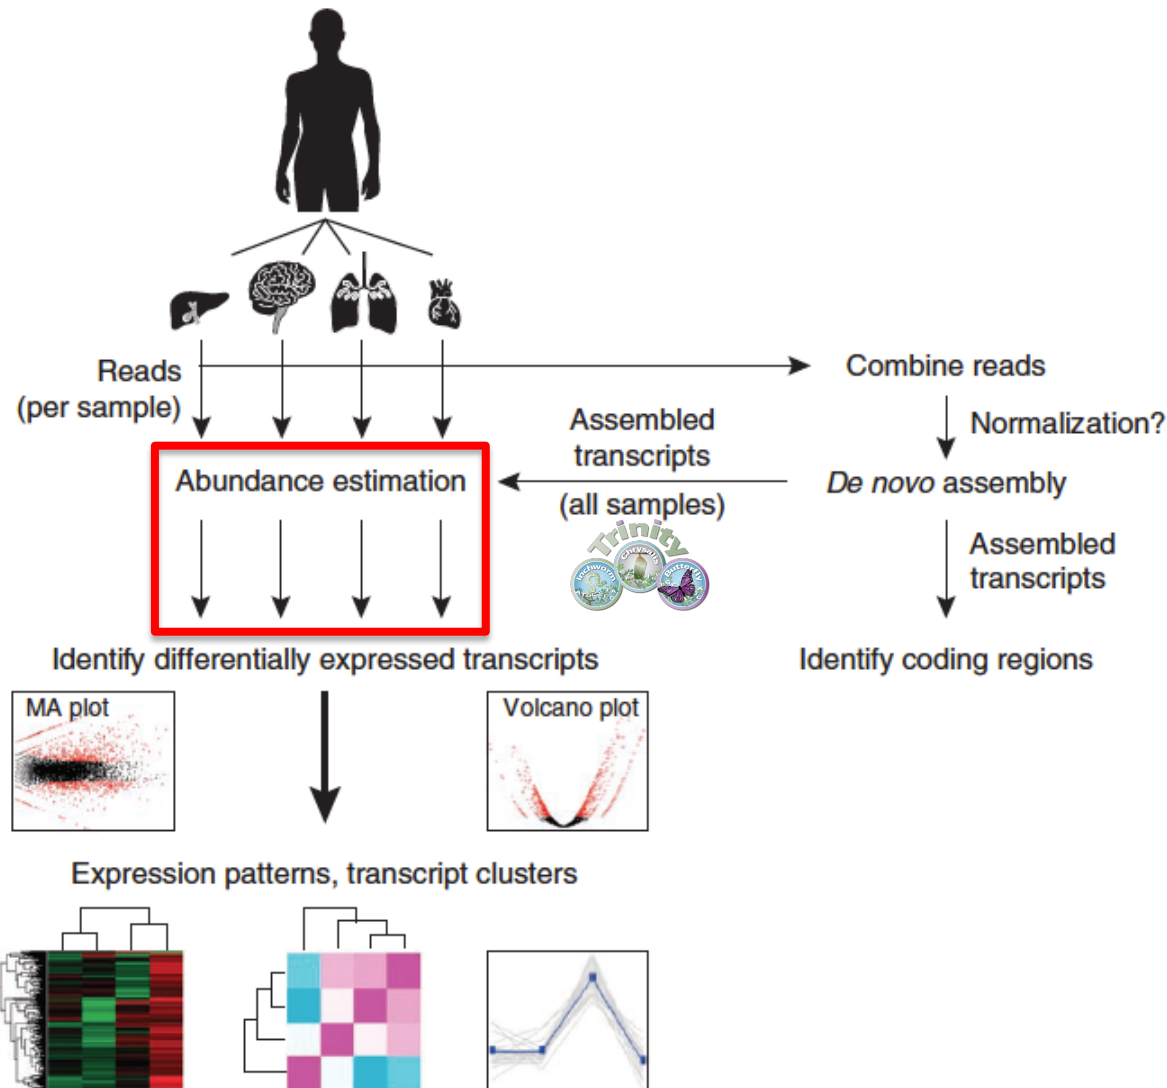 Reads
(per sample)
Combine reads
Normalization?
Assembled
transcripts
(all samples)
Abundance estimation
De novo assembly
Trinity
Inchworm
Chrysalis
Butterfly
Assembled
transcripts
Identify differentially expressed transcripts
Identify coding regions
MA plot
Volcano plot
Expression patterns, transcript clusters